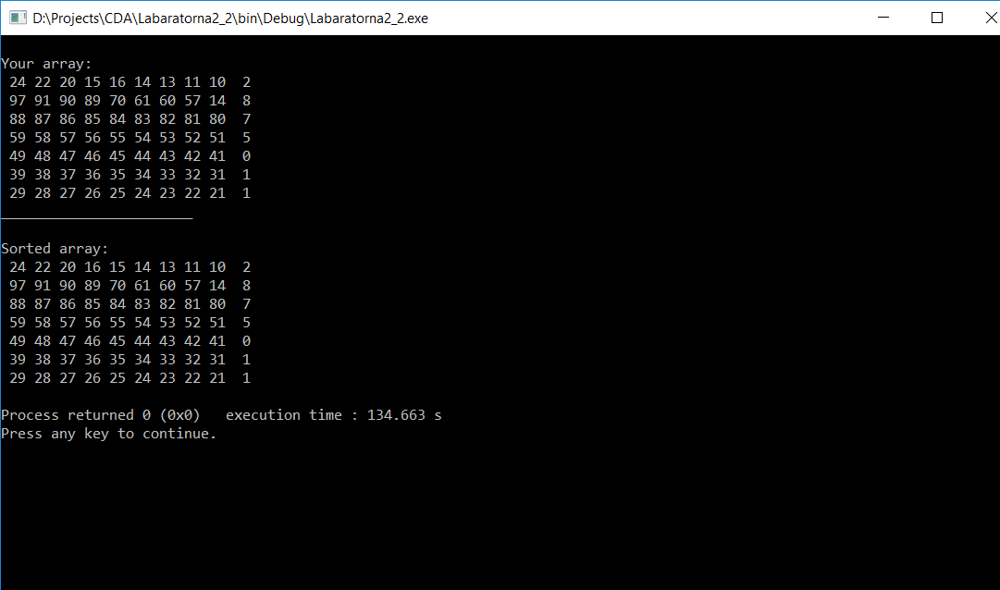 D:\Projects\CDA\Labaratorna2_2\bin\Debug\Labaratorna2_2.exe
Your array:
24 22 20 15 16 14 13 11 10  2
97 91 90 89 70 61 60 57 14  8
88 87 86 85 84 83 82 81 80  7
59 58 57 56 55 54 53 52 51  5
49 48 47 46 45 44 43 42 41  0
39 38 37 36 35 34 33 32 31  1
29 28 27 26 25 24 23 22 21  1
_______________________
Sorted array:
24 22 20 16 15 14 13 11 10  2
97 91 90 89 70 61 60 57 14  8
88 87 86 85 84 83 82 81 80  7
59 58 57 56 55 54 53 52 51  5
49 48 47 46 45 44 43 42 41  0
39 38 37 36 35 34 33 32 31  1
29 28 27 26 25 24 23 22 21  1
Process returned 0 (0x0)   execution time : 134.663 s
Press any key to continue.